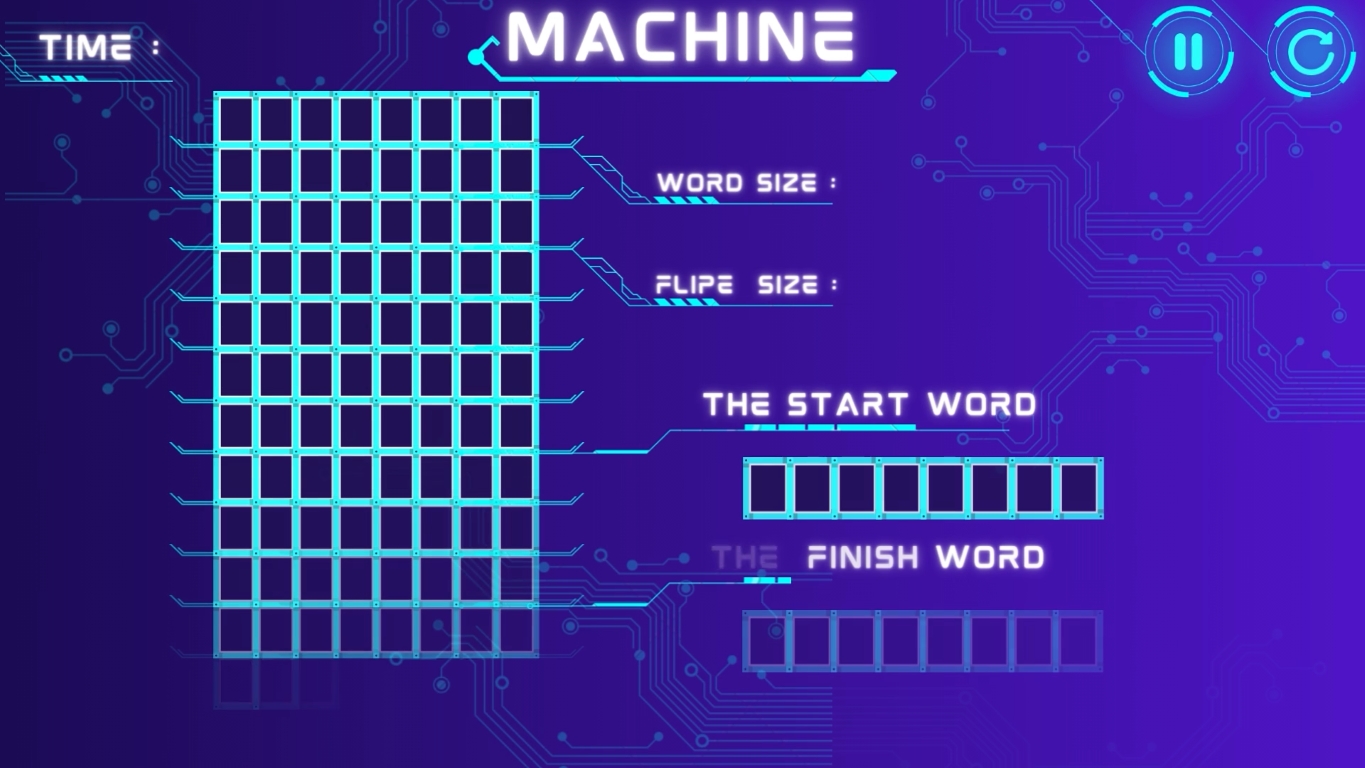 MACHINE
TIME :
WORD SIZE :
FLIPE SIZE :
THE START WORD
THE FINISH WORD